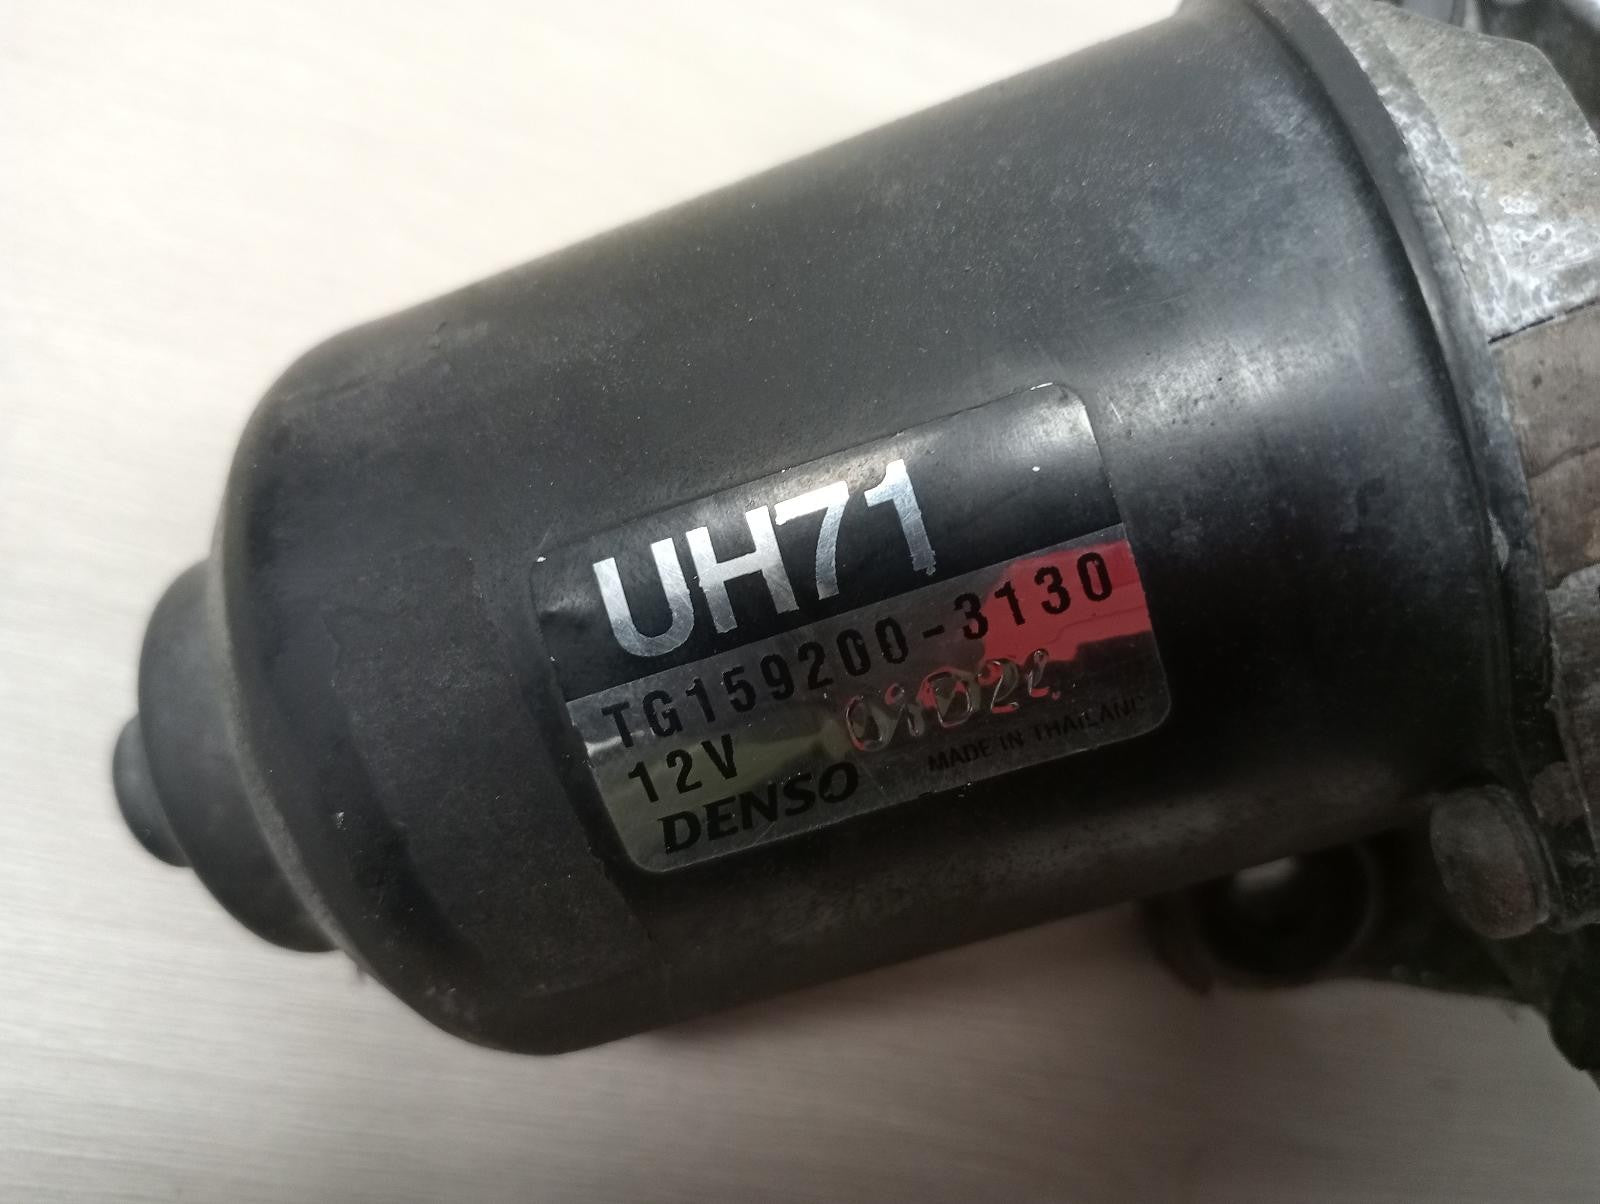 UH71
TG159200-3130
12V
DENSO
MADE IN THAILAND